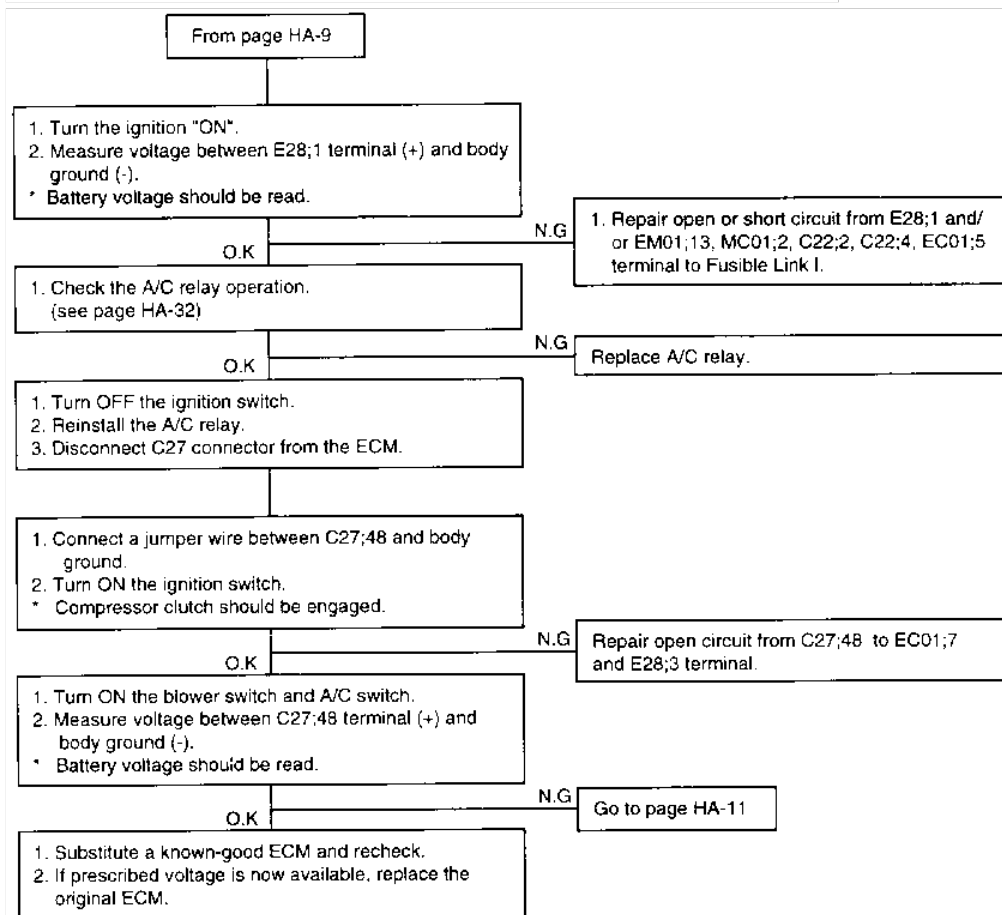 From page HA-9
1. Turn the ignition "ON".
2. Measure voltage between E28;1 terminal (+) and body
ground (-).
* Battery voltage should be read.
N.G
1. Repair open or short circuit from E28;1 and/
or EM01;13, MC01;2, C22;2, C22;4, EC01;5
terminal to Fusible Link I.
O.K
1. Check the A/C relay operation.
(see page HA-32)
N.G
Replace A/C relay.
O.K
1. Turn OFF the ignition switch.
2. Reinstall the A/C relay.
3. Disconnect C27 connector from the ECM.
1. Connect a jumper wire between C27;48 and body
ground.
2. Turn ON the ignition switch.
* Compressor clutch should be engaged.
N.G
Repair open circuit from C27;48 to EC01;7
and E28;3 terminal.
O.K
1. Turn ON the blower switch and A/C switch.
2. Measure voltage between C27;48 terminal (+) and
body ground (-).
* Battery voltage should be read.
N.G
Go to page HA-11
O.K
1. Substitute a known-good ECM and recheck.
2. If prescribed voltage is now available, replace the
original ECM.